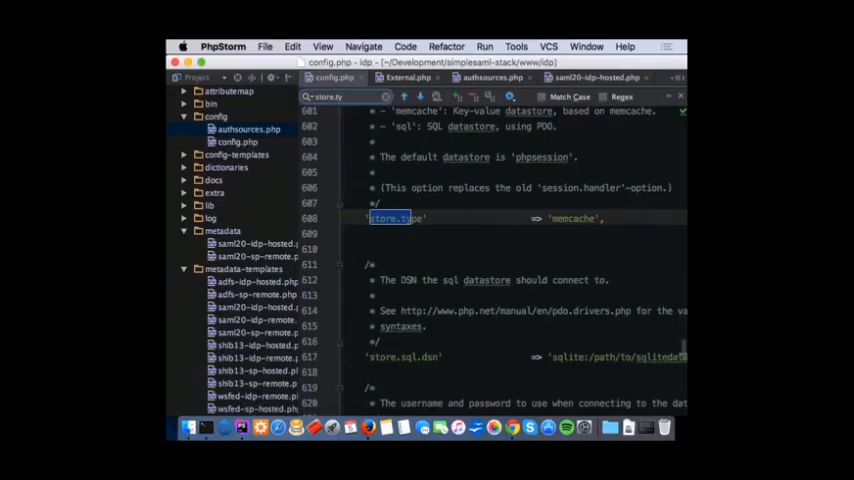 PhpStorm File Edit View Navigate Code Refactor Run Tools VCS Window Help
config.php - idp - [~/Development/simplesaml-stack/www/idp]
Project
config.php External.php authsources.php saml20-idp-hosted.php
store.ty Match Case Regex
attributemap
bin
config
authsources.php
config.php
config-templates
dictionaries
docs
extra
lib
log
metadata
saml20-idp-hosted.p
saml20-sp-remote.p
metadata-templates
adfs-idp-hosted.php
adfs-sp-remote.php
saml20-idp-hosted.p
saml20-idp-remote.
saml20-sp-remote.p
shib13-idp-hosted.p
shib13-idp-remote.p
shib13-sp-hosted.ph
shib13-sp-remote.p
wsfed-idp-remote.p
wsfed-sp-hosted.ph
601 * - 'memcache': Key-value datastore, based on memcache.
602 * - 'sql': SQL datastore, using PDO.
603 *
604 * The default datastore is 'phpsession'.
605 *
606 * (This option replaces the old 'session.handler'-option.)
607 */
608 'store.type' => 'memcache',
609
610
611 /*
612 * The DSN the sql datastore should connect to.
613 *
614 * See http://www.php.net/manual/en/pdo.drivers.php for the va
615 * syntaxes.
616 */
617 'store.sql.dsn' => 'sqlite:/path/to/sqlitedat
618
619 /*
620 * The username and password to use when connecting to the dat